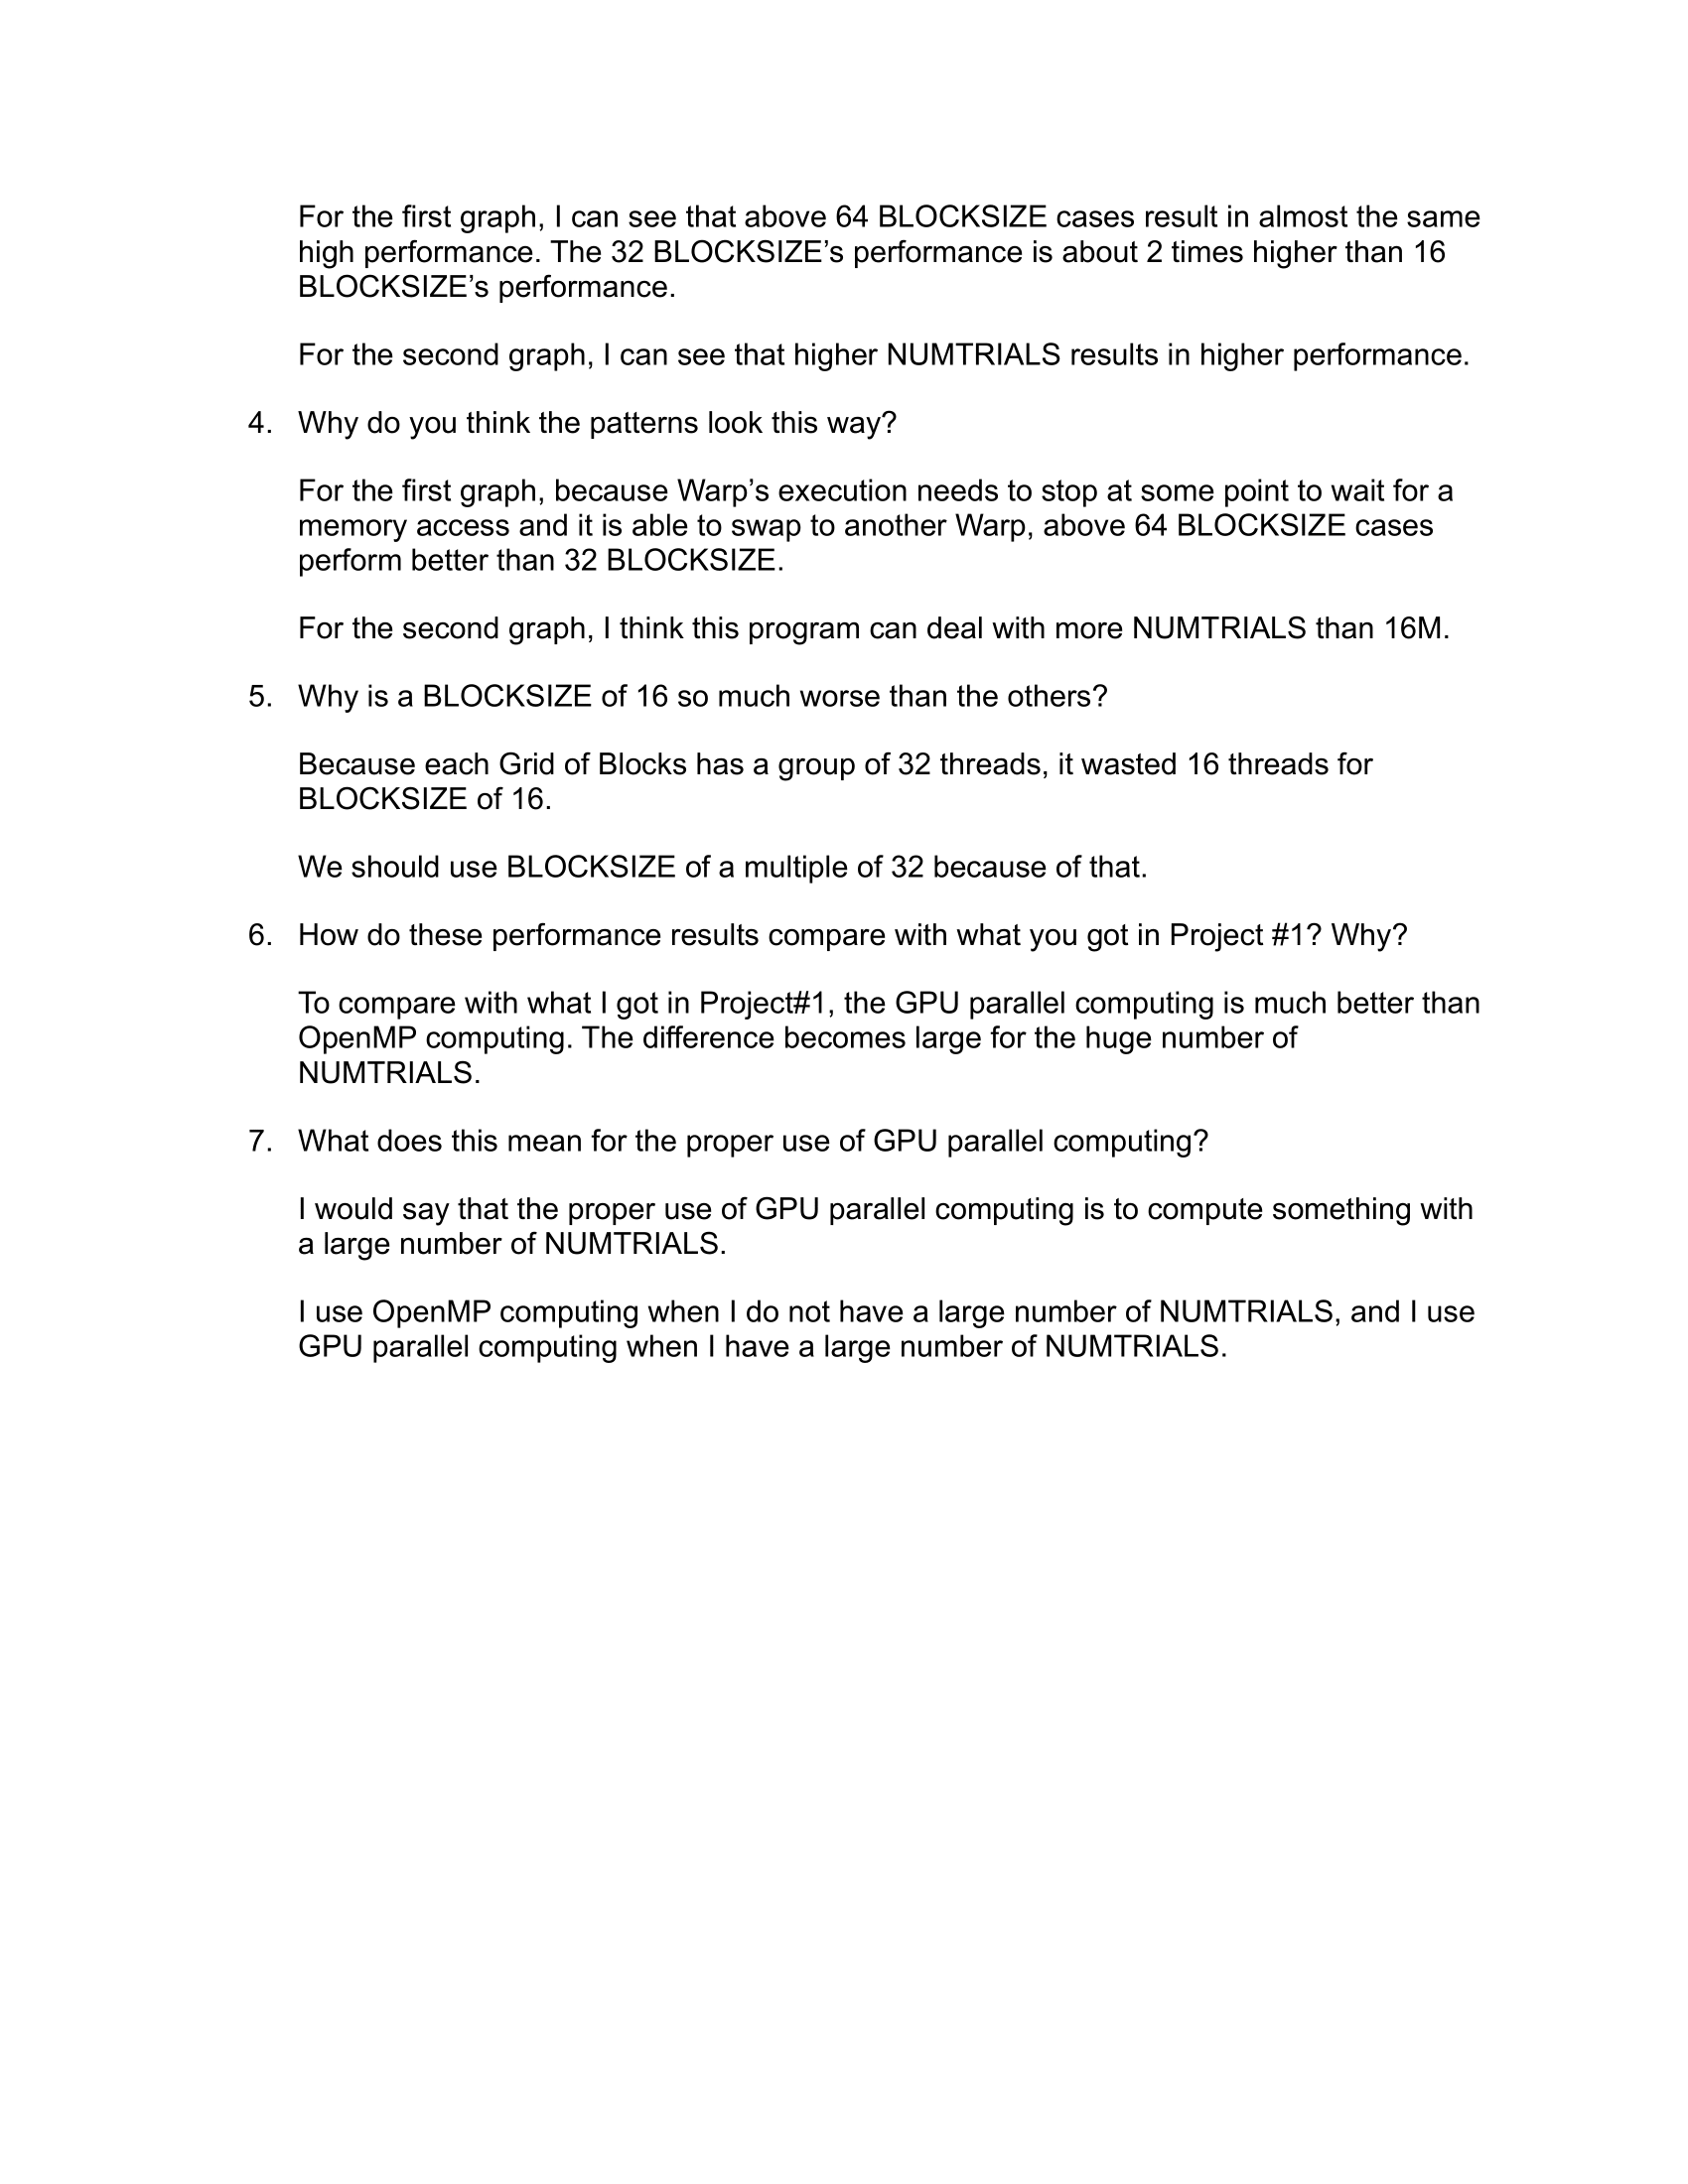 For the first graph, I can see that above 64 BLOCKSIZE cases result in almost the same
high performance. The 32 BLOCKSIZE’s performance is about 2 times higher than 16
BLOCKSIZE’s performance.
For the second graph, I can see that higher NUMTRIALS results in higher performance.
4. Why do you think the patterns look this way?
For the first graph, because Warp’s execution needs to stop at some point to wait for a
memory access and it is able to swap to another Warp, above 64 BLOCKSIZE cases
perform better than 32 BLOCKSIZE.
For the second graph, I think this program can deal with more NUMTRIALS than 16M.
5. Why is a BLOCKSIZE of 16 so much worse than the others?
Because each Grid of Blocks has a group of 32 threads, it wasted 16 threads for
BLOCKSIZE of 16.
We should use BLOCKSIZE of a multiple of 32 because of that.
6. How do these performance results compare with what you got in Project #1? Why?
To compare with what I got in Project#1, the GPU parallel computing is much better than
OpenMP computing. The difference becomes large for the huge number of
NUMTRIALS.
7. What does this mean for the proper use of GPU parallel computing?
I would say that the proper use of GPU parallel computing is to compute something with
a large number of NUMTRIALS.
I use OpenMP computing when I do not have a large number of NUMTRIALS, and I use
GPU parallel computing when I have a large number of NUMTRIALS.